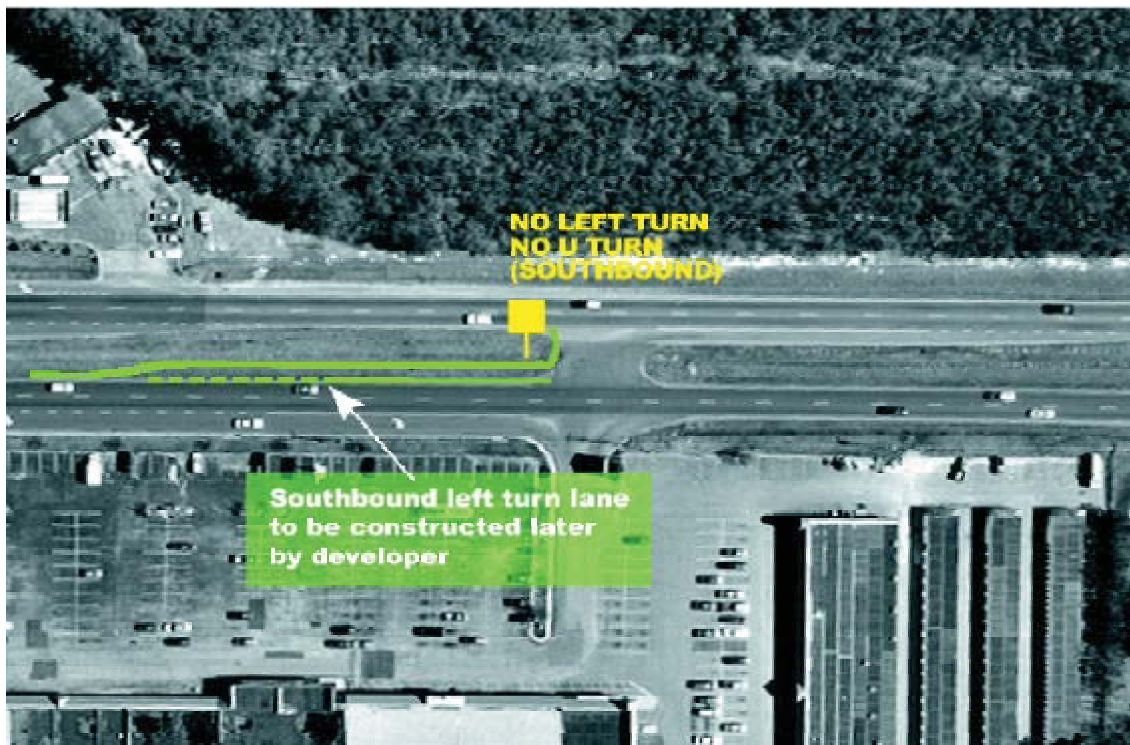 NO LEFT TURN
NO U TURN
(SOUTHBOUND)
Southbound left turn lane
to be constructed later
by developer